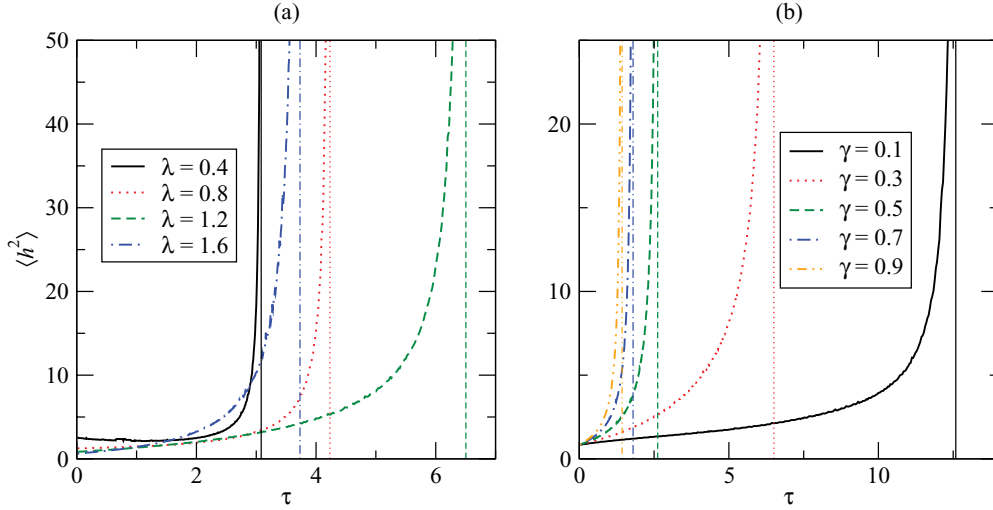 (a)
50
40
30
20
10
0
⟨h²⟩
λ = 0.4
λ = 0.8
λ = 1.2
λ = 1.6
0
2
4
6
τ
(b)
20
10
0
γ = 0.1
γ = 0.3
γ = 0.5
γ = 0.7
γ = 0.9
0
5
10
τ